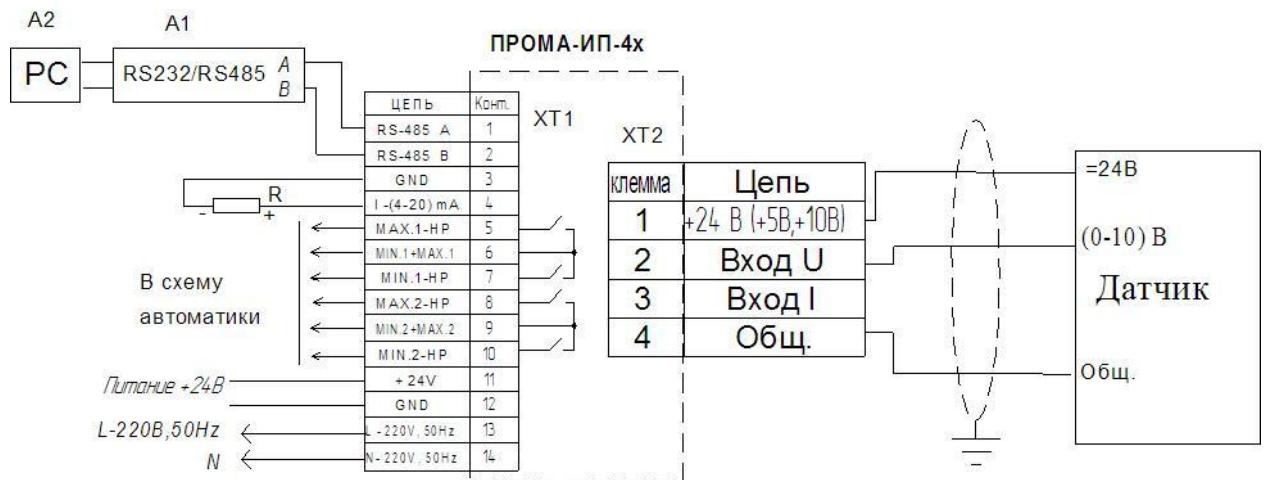 A2
A1
PC
RS232/RS485
A
B
ПРОМА-ИП-4х
ЦЕПЬ Конт.
RS-485 A 1
RS-485 B 2
GND 3
I -(4-20) mA 4
MAX.1-HP 5
MIN.1+MAX.1 6
MIN.1-HP 7
MAX.2-HP 8
MIN.2+MAX.2 9
MIN.2-HP 10
+ 24V 11
GND 12
L - 220V, 50Hz 13
N- 220V, 50Hz 14
XT1
R
- +
В схему
автоматики
Питание +24В
L-220В,50Hz
N
XT2
клемма Цепь
1 +24 В (+5В,+10В)
2 Вход U
3 Вход I
4 Общ.
=24В
(0-10) В
Датчик
Общ.